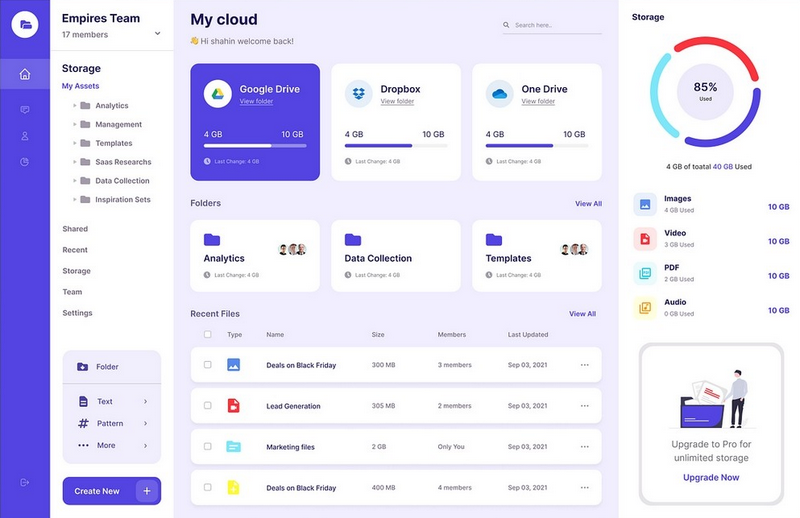 Empires Team
17 members
Storage
My Assets
Analytics
Management
Templates
Saas Researchs
Data Collection
Inspiration Sets
Shared
Recent
Storage
Team
Settings
Folder
Text
Pattern
More
Create New
My cloud
Hi shahin welcome back!
Search here..
Google Drive
View folder
4 GB 10 GB
Last Change: 4 GB
Dropbox
View folder
4 GB 10 GB
Last Change: 4 GB
One Drive
View folder
4 GB 10 GB
Last Change: 4 GB
Folders View All
Analytics
Last Change: 4 GB
Data Collection
Last Change: 4 GB
Templates
Last Change: 4 GB
Recent Files View All
Type Name Size Members Last Updated
Deals on Black Friday 300 MB 3 members Sep 03, 2021
Lead Generation 305 MB 2 members Sep 03, 2021
Marketing files 2 GB Only You Sep 03, 2021
Deals on Black Friday 400 MB 4 members Sep 03, 2021
Storage
85%
Used
4 GB of toatal 40 GB Used
Images
4 GB Used
10 GB
Video
3 GB Used
10 GB
PDF
2 GB Used
10 GB
Audio
0 GB Used
10 GB
Upgrade to Pro for
unlimited storage
Upgrade Now